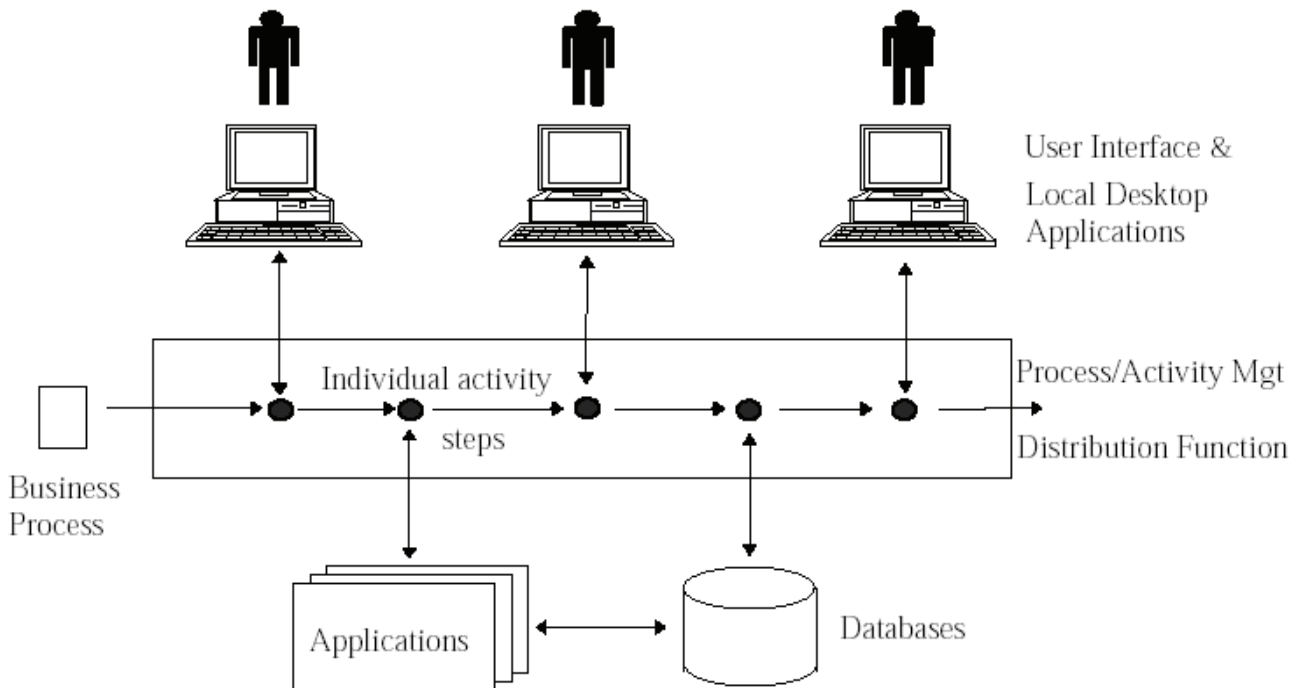 User Interface &
Local Desktop
Applications
Individual activity
steps
Process/Activity Mgt
Distribution Function
Business
Process
Applications
Databases